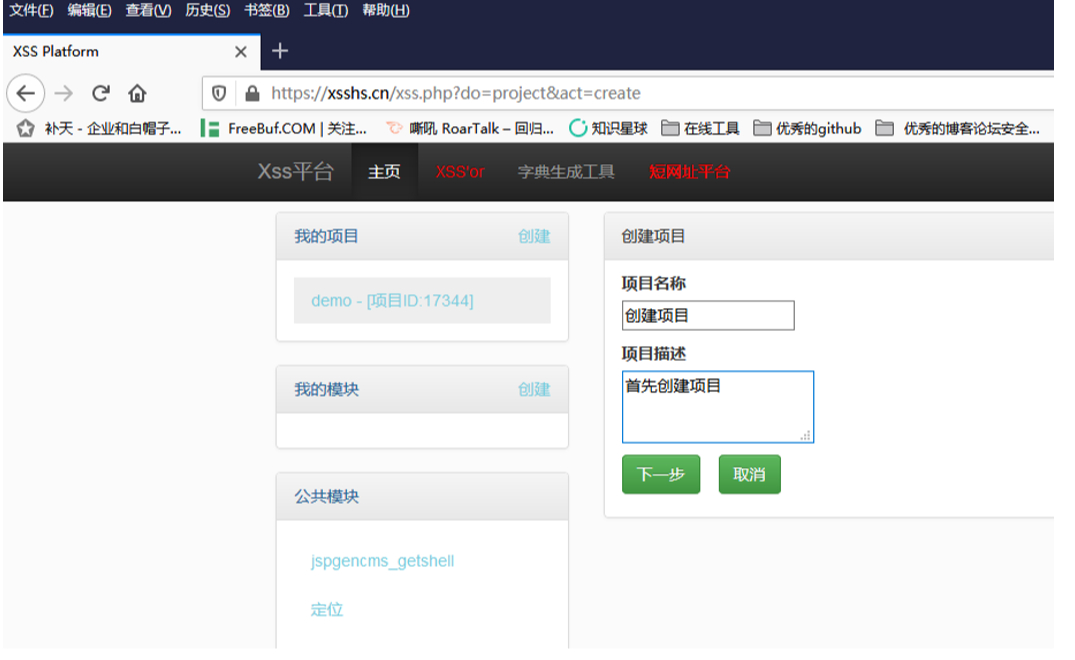 文件(F) 编辑(E) 查看(V) 历史(S) 书签(B) 工具(T) 帮助(H)
XSS Platform
https://xsshs.cn/xss.php?do=project&act=create
补天 - 企业和白帽子... FreeBuf.COM | 关注... 嘶吼 RoarTalk – 回归... 知识星球 在线工具 优秀的github 优秀的博客论坛安全...
Xss平台 主页 XSS'or 字典生成工具 短网址平台
我的项目 创建
demo - [项目ID:17344]
我的模块 创建
公共模块
jspgencms_getshell
定位
创建项目
项目名称
创建项目
项目描述
首先创建项目
下一步 取消